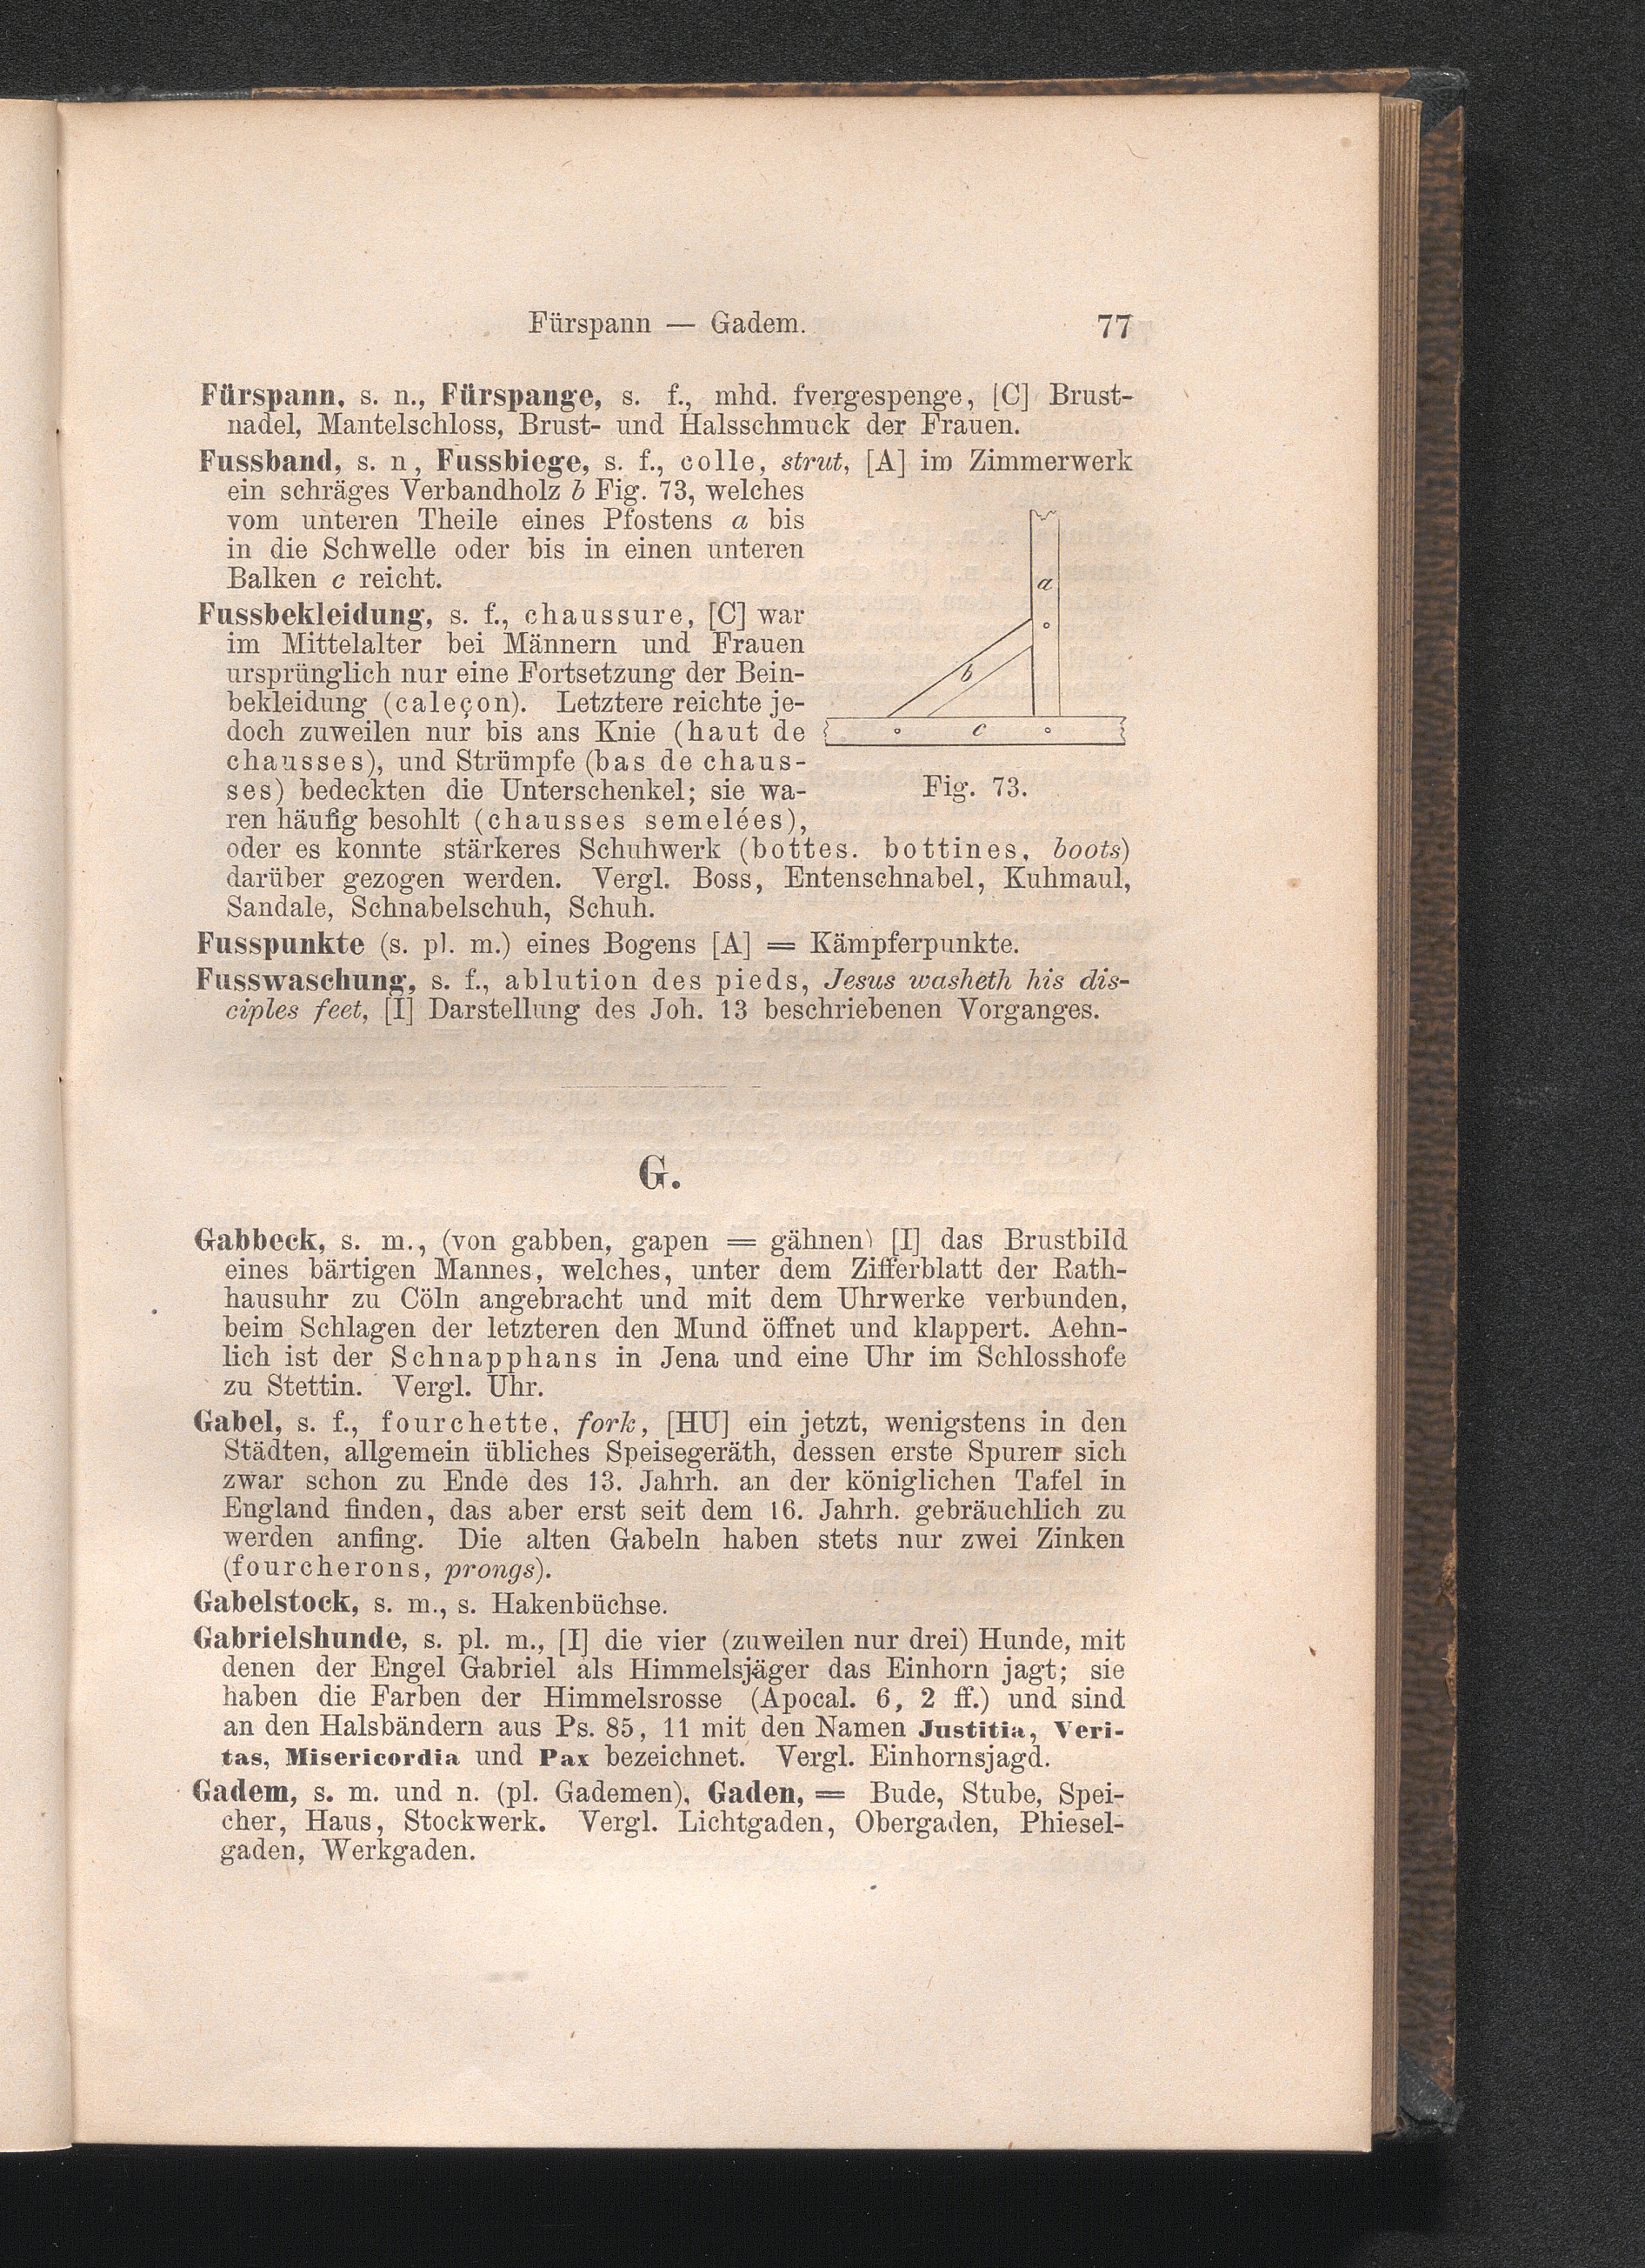 Fürspann — Gadem. 77
Fürspann, s. n., Fürspange, s. f., mhd. fvergespenge, [C] Brust-
nadel, Mantelschloss, Brust- und Halsschmuck der Frauen.
Fussband, s. n, Fussbiege, s. f., colle, strut, [A] im Zimmerwerk
ein schräges Verbandholz b Fig. 73, welches
vom unteren Theile eines Pfostens a bis
in die Schwelle oder bis in einen unteren
Balken c reicht.
Fussbekleidung, s. f., chaussure, [C] war
im Mittelalter bei Männern und Frauen
ursprünglich nur eine Fortsetzung der Bein-
bekleidung (caleçon). Letztere reichte je-
doch zuweilen nur bis ans Knie (haut de
chausses), und Strümpfe (bas de chaus-
ses) bedeckten die Unterschenkel; sie wa-
ren häufig besohlt (chausses semelées),
a
b
c
Fig. 73.
oder es konnte stärkeres Schuhwerk (bottes. bottines, boots)
darüber gezogen werden. Vergl. Boss, Entenschnabel, Kuhmaul,
Sandale, Schnabelschuh, Schuh.
Fusspunkte (s. pl. m.) eines Bogens [A] = Kämpferpunkte.
Fusswaschung, s. f., ablution des pieds, Jesus washeth his dis-
ciples feet, [I] Darstellung des Joh. 13 beschriebenen Vorganges.
G.
Gabbeck, s. m., (von gabben, gapen = gähnen) [I] das Brustbild
eines bärtigen Mannes, welches, unter dem Zifferblatt der Rath-
hausuhr zu Cöln angebracht und mit dem Uhrwerke verbunden,
beim Schlagen der letzteren den Mund öffnet und klappert. Aehn-
lich ist der Schnapphans in Jena und eine Uhr im Schlosshofe
zu Stettin. Vergl. Uhr.
Gabel, s. f., fourchette, fork, [HU] ein jetzt, wenigstens in den
Städten, allgemein übliches Speisegeräth, dessen erste Spuren sich
zwar schon zu Ende des 13. Jahrh. an der königlichen Tafel in
England finden, das aber erst seit dem 16. Jahrh. gebräuchlich zu
werden anfing. Die alten Gabeln haben stets nur zwei Zinken
(fourcherons, prongs).
Gabelstock, s. m., s. Hakenbüchse.
Gabrielshunde, s. pl. m., [I] die vier (zuweilen nur drei) Hunde, mit
denen der Engel Gabriel als Himmelsjäger das Einhorn jagt; sie
haben die Farben der Himmelsrosse (Apocal. 6, 2 ff.) und sind
an den Halsbändern aus Ps. 85, 11 mit den Namen Justitia, Veri-
tas, Misericordia und Pax bezeichnet. Vergl. Einhornsjagd.
Gadem, s. m. und n. (pl. Gademen), Gaden, = Bude, Stube, Spei-
cher, Haus, Stockwerk. Vergl. Lichtgaden, Obergaden, Phiesel-
gaden, Werkgaden.